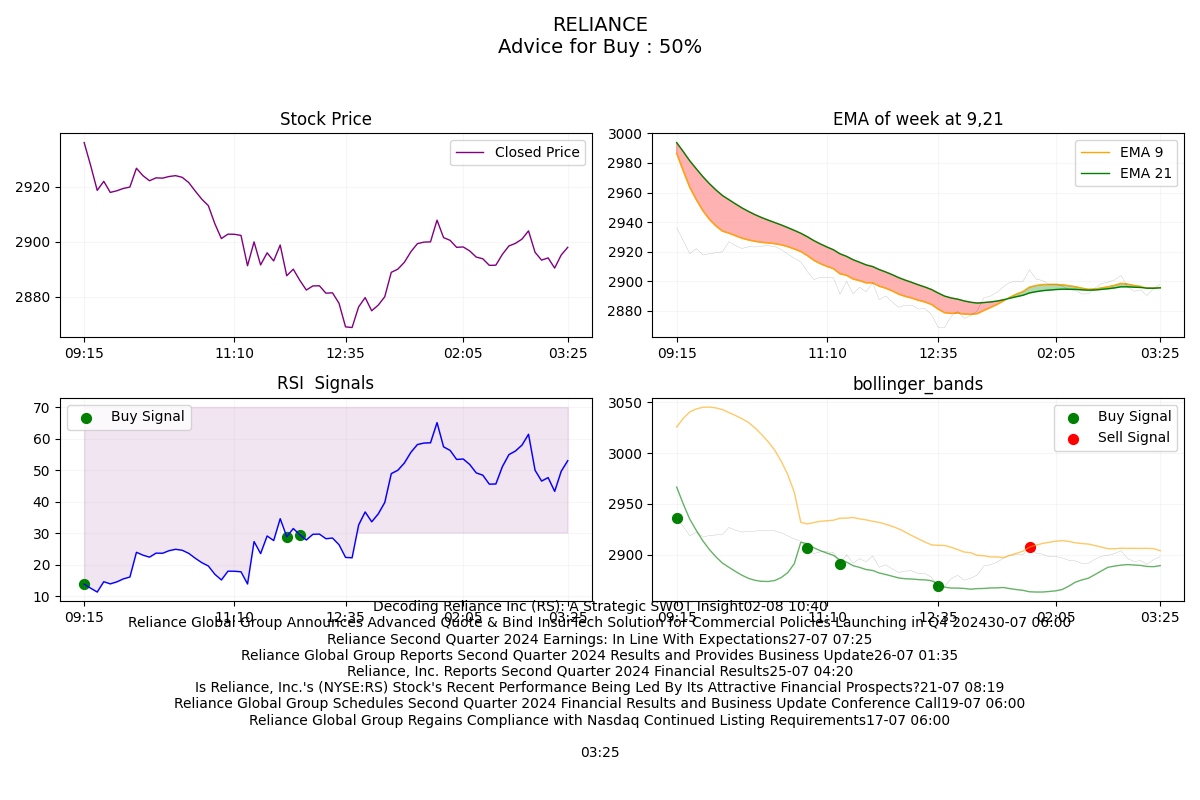 RELIANCE
Advice for Buy : 50%
Stock Price
Closed Price
2920
2900
2880
09:15 11:10 12:35 02:05 03:25
EMA of week at 9,21
EMA 9
EMA 21
3000
2980
2960
2940
2920
2900
2880
09:15 11:10 12:35 02:05 03:25
RSI  Signals
Buy Signal
70
60
50
40
30
20
10
09:15 11:10 12:35 02:05 03:25
bollinger_bands
Buy Signal
Sell Signal
3050
3000
2950
2900
09:15 11:10 12:35 02:05 03:25
Decoding Reliance Inc (RS): A Strategic SWOT Insight02-08 10:40
Reliance Global Group Announces Advanced Quote & Bind InsurTech Solution for Commercial Policies Launching in Q4 202430-07 06:00
Reliance Second Quarter 2024 Earnings: In Line With Expectations27-07 07:25
Reliance Global Group Reports Second Quarter 2024 Results and Provides Business Update26-07 01:35
Reliance, Inc. Reports Second Quarter 2024 Financial Results25-07 04:20
Is Reliance, Inc.'s (NYSE:RS) Stock's Recent Performance Being Led By Its Attractive Financial Prospects?21-07 08:19
Reliance Global Group Schedules Second Quarter 2024 Financial Results and Business Update Conference Call19-07 06:00
Reliance Global Group Regains Compliance with Nasdaq Continued Listing Requirements17-07 06:00
03:25